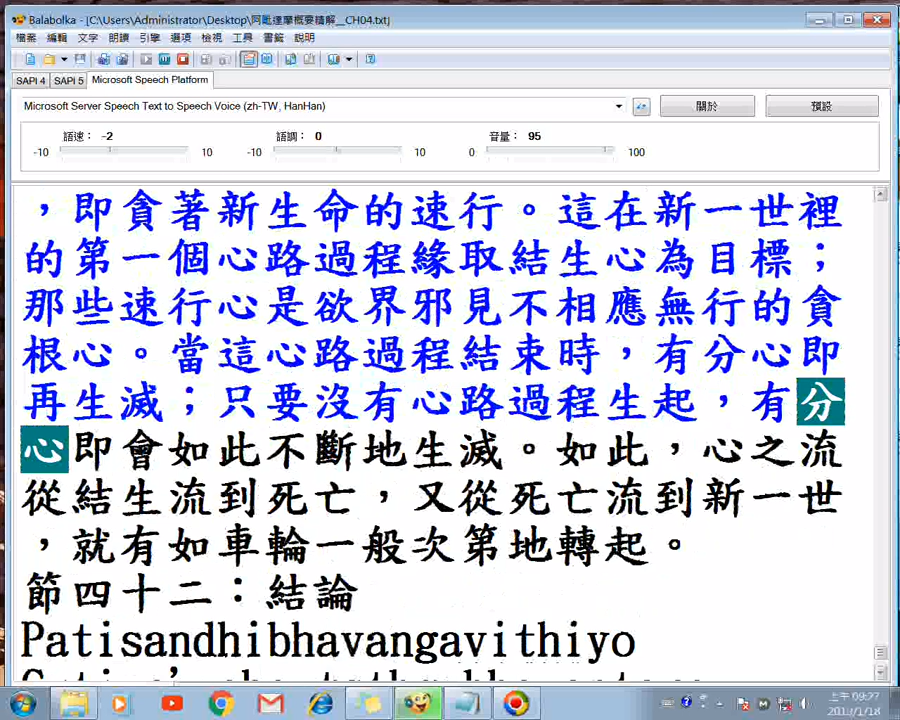 Balabolka - [C:\Users\Administrator\Desktop\阿毗達摩概要精解__CH04.txt]
檔案 編輯 文字 朗讀 引擎 選項 檢視 工具 書籤 說明
SAPI 4 SAPI 5 Microsoft Speech Platform
Microsoft Server Speech Text to Speech Voice (zh-TW, HanHan) 關於 預設
語速： -2 語調： 0 音量： 95
-10 10 -10 10 0 100
，即貪著新生命的速行。這在新一世裡
的第一個心路過程緣取結生心為目標；
那些速行心是欲界邪見不相應無行的貪
根心。當這心路過程結束時，有分心即
再生滅；只要沒有心路過程生起，有分
心即會如此不斷地生滅。如此，心之流
從結生流到死亡，又從死亡流到新一世
，就有如車輪一般次第地轉起。
節四十二：結論
Patisandhibhavangavithiyo
上午 09:27